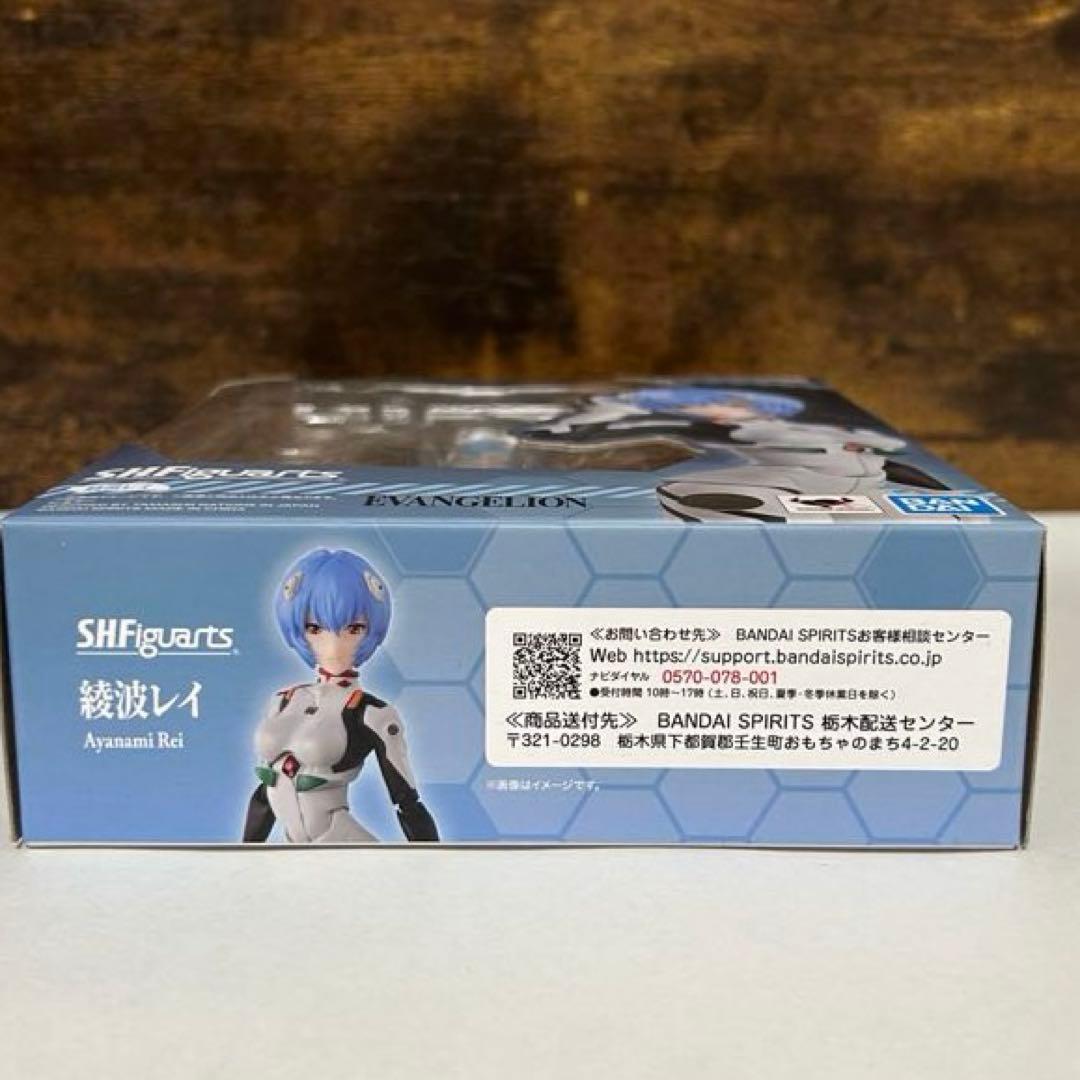 SHFiguarts
EVANGELION
BAN
DAI
SHFiguarts
綾波レイ
Ayanami Rei
≪お問い合わせ先≫ BANDAI SPIRITSお客様相談センター
Web https://support.bandaispirits.co.jp
ナビダイヤル 0570-078-001
●受付時間 10時〜17時(土、日、祝日、夏季・冬季休業日を除く)
≪商品送付先≫ BANDAI SPIRITS 栃木配送センター
〒321-0298 栃木県下都賀郡壬生町おもちゃのまち4-2-20
※画像はイメージです。